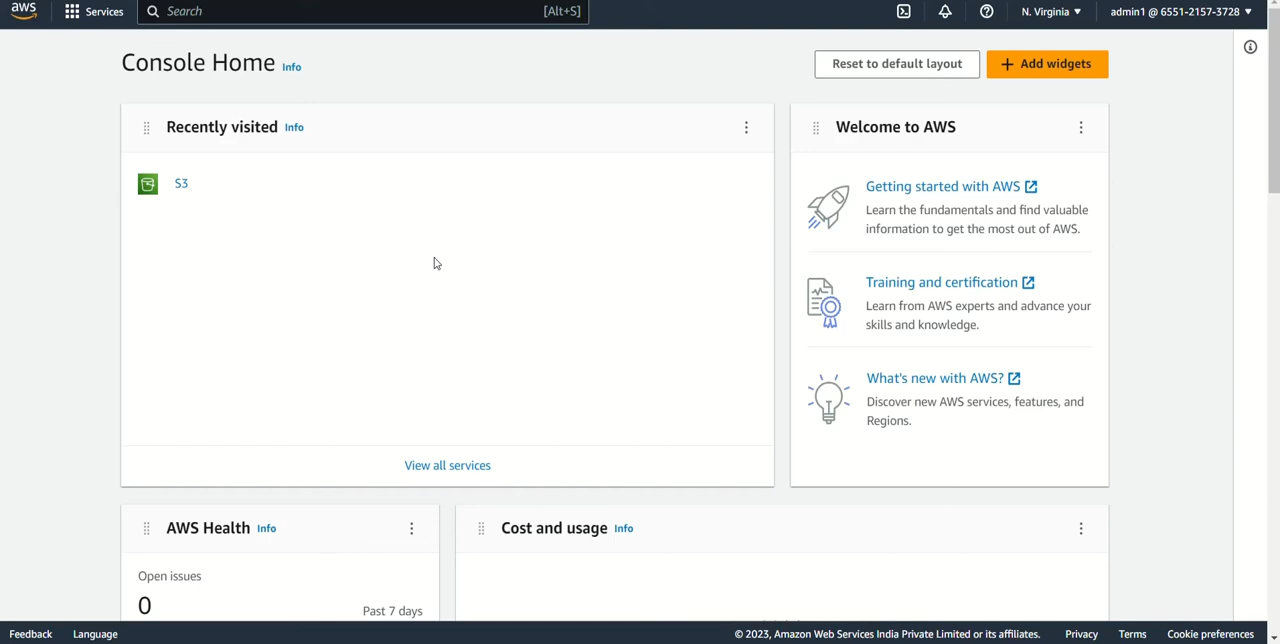 aws
Services
Search
[Alt+S]
N. Virginia
admin1 @ 6551-2157-3728
Console Home Info
Reset to default layout
Add widgets
Recently visited Info
S3
View all services
Welcome to AWS
Getting started with AWS
Learn the fundamentals and find valuable
information to get the most out of AWS.
Training and certification
Learn from AWS experts and advance your
skills and knowledge.
What's new with AWS?
Discover new AWS services, features, and
Regions.
AWS Health Info
Open issues
0
Past 7 days
Cost and usage Info
Feedback
Language
© 2023, Amazon Web Services India Private Limited or its affiliates.
Privacy
Terms
Cookie preferences